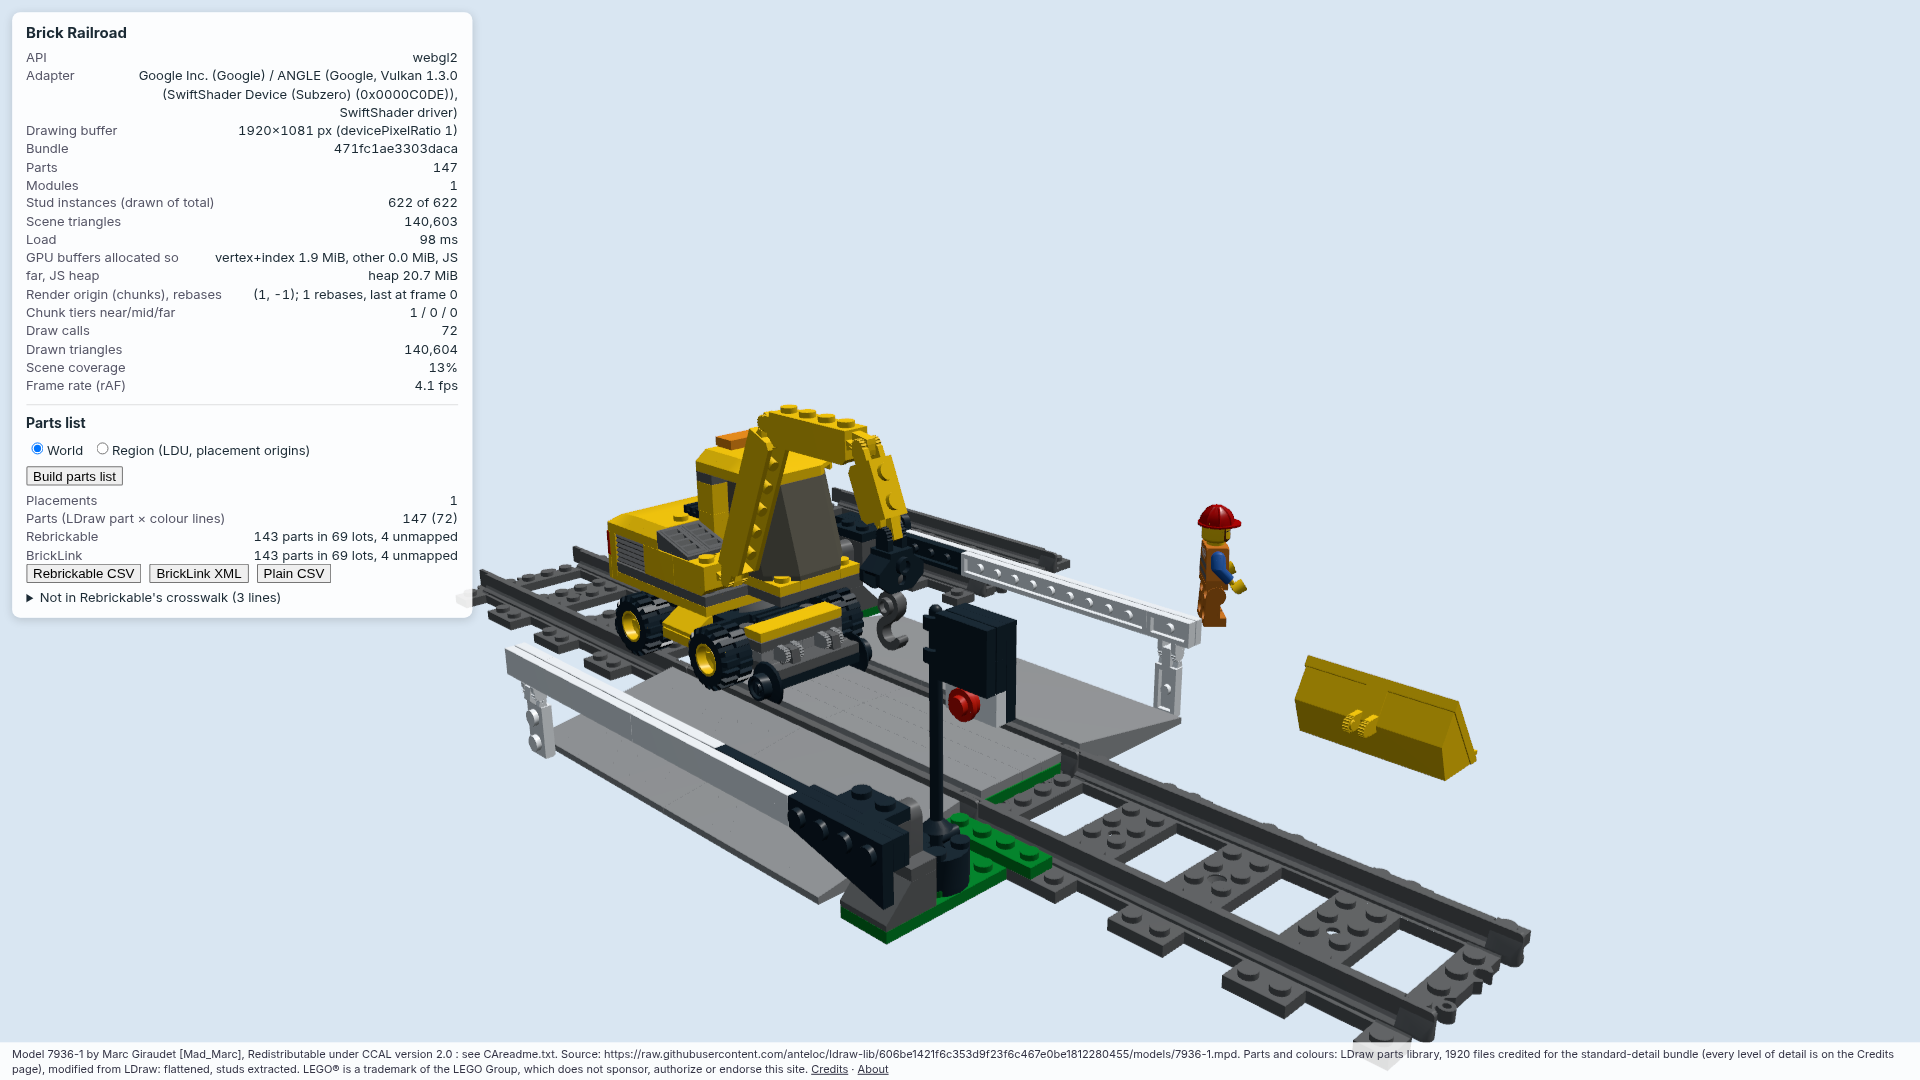 Brick Railroad
API webgl2
Adapter Google Inc. (Google) / ANGLE (Google, Vulkan 1.3.0
(SwiftShader Device (Subzero) (0x0000C0DE)),
SwiftShader driver)
Drawing buffer 1920×1081 px (devicePixelRatio 1)
Bundle 471fc1ae3303daca
Parts 147
Modules 1
Stud instances (drawn of total) 622 of 622
Scene triangles 140,603
Load 98 ms
GPU buffers allocated so vertex+index 1.9 MiB, other 0.0 MiB, JS
far, JS heap heap 20.7 MiB
Render origin (chunks), rebases (1, -1); 1 rebases, last at frame 0
Chunk tiers near/mid/far 1 / 0 / 0
Draw calls 72
Drawn triangles 140,604
Scene coverage 13%
Frame rate (rAF) 4.1 fps
Parts list
World Region (LDU, placement origins)
Build parts list
Placements 1
Parts (LDraw part × colour lines) 147 (72)
Rebrickable 143 parts in 69 lots, 4 unmapped
BrickLink 143 parts in 69 lots, 4 unmapped
Rebrickable CSV BrickLink XML Plain CSV
▶ Not in Rebrickable's crosswalk (3 lines)
Model 7936-1 by Marc Giraudet [Mad_Marc], Redistributable under CCAL version 2.0 : see CAreadme.txt. Source: https://raw.githubusercontent.com/anteloc/ldraw-lib/606be1421f6c353d9f23f6c467e0be1812280455/models/7936-1.mpd. Parts and colours: LDraw parts library, 1920 files credited for the standard-detail bundle (every level of detail is on the Credits
page), modified from LDraw: flattened, studs extracted. LEGO® is a trademark of the LEGO Group, which does not sponsor, authorize or endorse this site. Credits · About